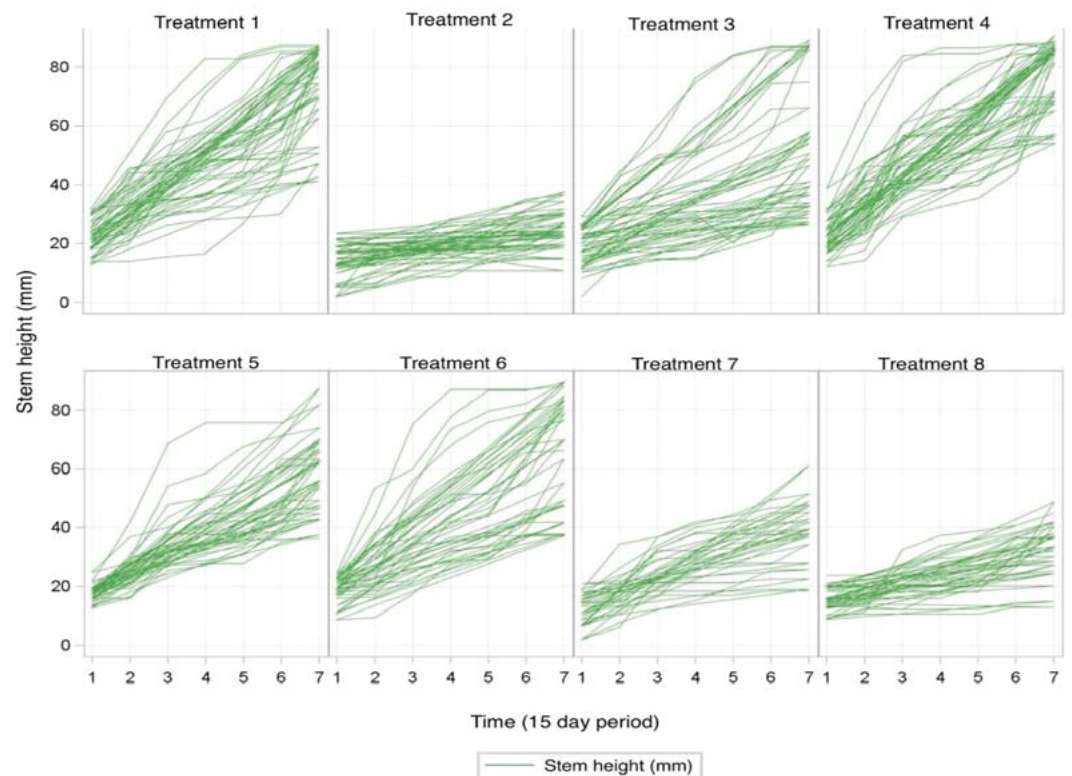 Treatment 1 Treatment 2 Treatment 3 Treatment 4
80
60
40
20
0
Stem height (mm)
Treatment 5 Treatment 6 Treatment 7 Treatment 8
80
60
40
20
0
1 2 3 4 5 6 7 1 2 3 4 5 6 7 1 2 3 4 5 6 7 1 2 3 4 5 6 7
Time (15 day period)
Stem height (mm)